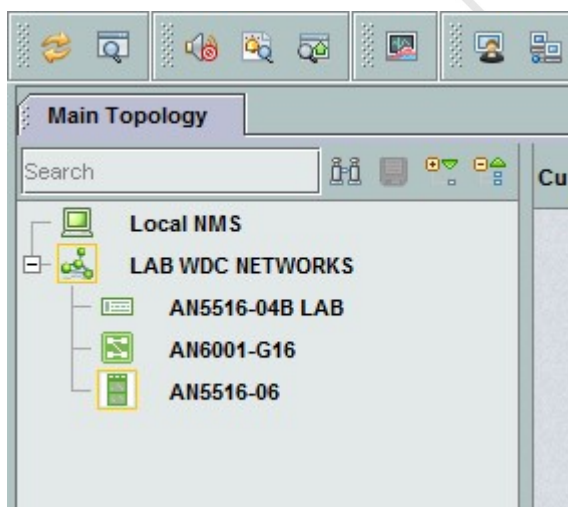 Main Topology
Search
Cu
Local NMS
LAB WDC NETWORKS
AN5516-04B LAB
AN6001-G16
AN5516-06